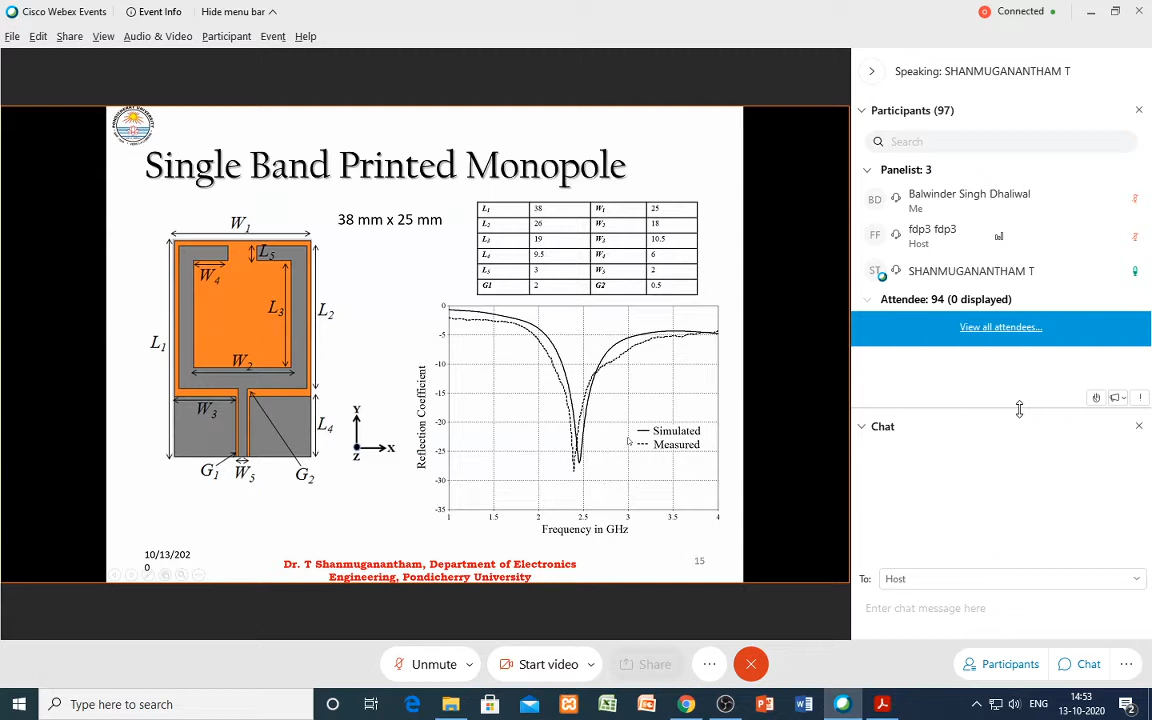 Cisco Webex Events
Event Info
Hide menu bar
Connected
File Edit Share View Audio & Video Participant Event Help
Speaking: SHANMUGANANTHAM T
Participants (97)
Search
Panelist: 3
BD Balwinder Singh Dhaliwal
Me
FF fdp3 fdp3
Host
ST SHANMUGANANTHAM T
Attendee: 94 (0 displayed)
View all attendees...
Chat
To: Host
Enter chat message here
Single Band Printed Monopole
38 mm x 25 mm
L1 38 W1 25
L2 26 W2 18
L3 19 W3 10.5
L4 9.5 W4 6
L5 3 W5 2
G1 2 G2 0.5
W1
L5
W4
L3
L2
L1
W2
W3
L4
G1
W5
G2
Y
X
Z
0
-5
-10
-15
-20
-25
-30
-35
Reflection Coefficient
Simulated
Measured
1 1.5 2 2.5 3 3.5 4
Frequency in GHz
10/13/202
0
Dr. T Shanmuganantham, Department of Electronics
Engineering, Pondicherry University
15
Unmute
Start video
Share
Participants
Chat
Type here to search
ENG
14:53
13-10-2020
2